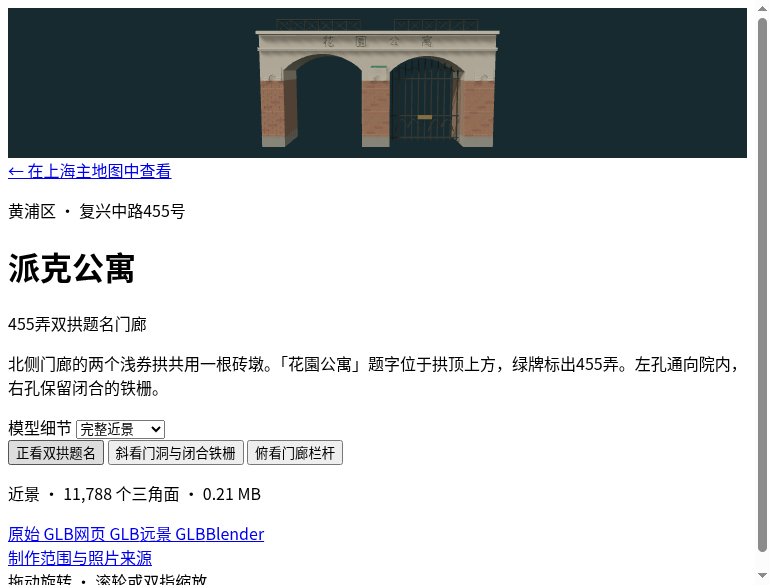 花園公寓
← 在上海主地图中查看
黄浦区 · 复兴中路455号
派克公寓
455弄双拱题名门廊
北侧门廊的两个浅券拱共用一根砖墩。「花園公寓」题字位于拱顶上方，绿牌标出455弄。左孔通向院内，
右孔保留闭合的铁栅。
模型细节 完整近景
正看双拱题名 斜看门洞与闭合铁栅 俯看门廊栏杆
近景 · 11,788 个三角面 · 0.21 MB
原始 GLB网页 GLB远景 GLBBlender
制作范围与照片来源
拖动旋转 · 滚轮或双指缩放